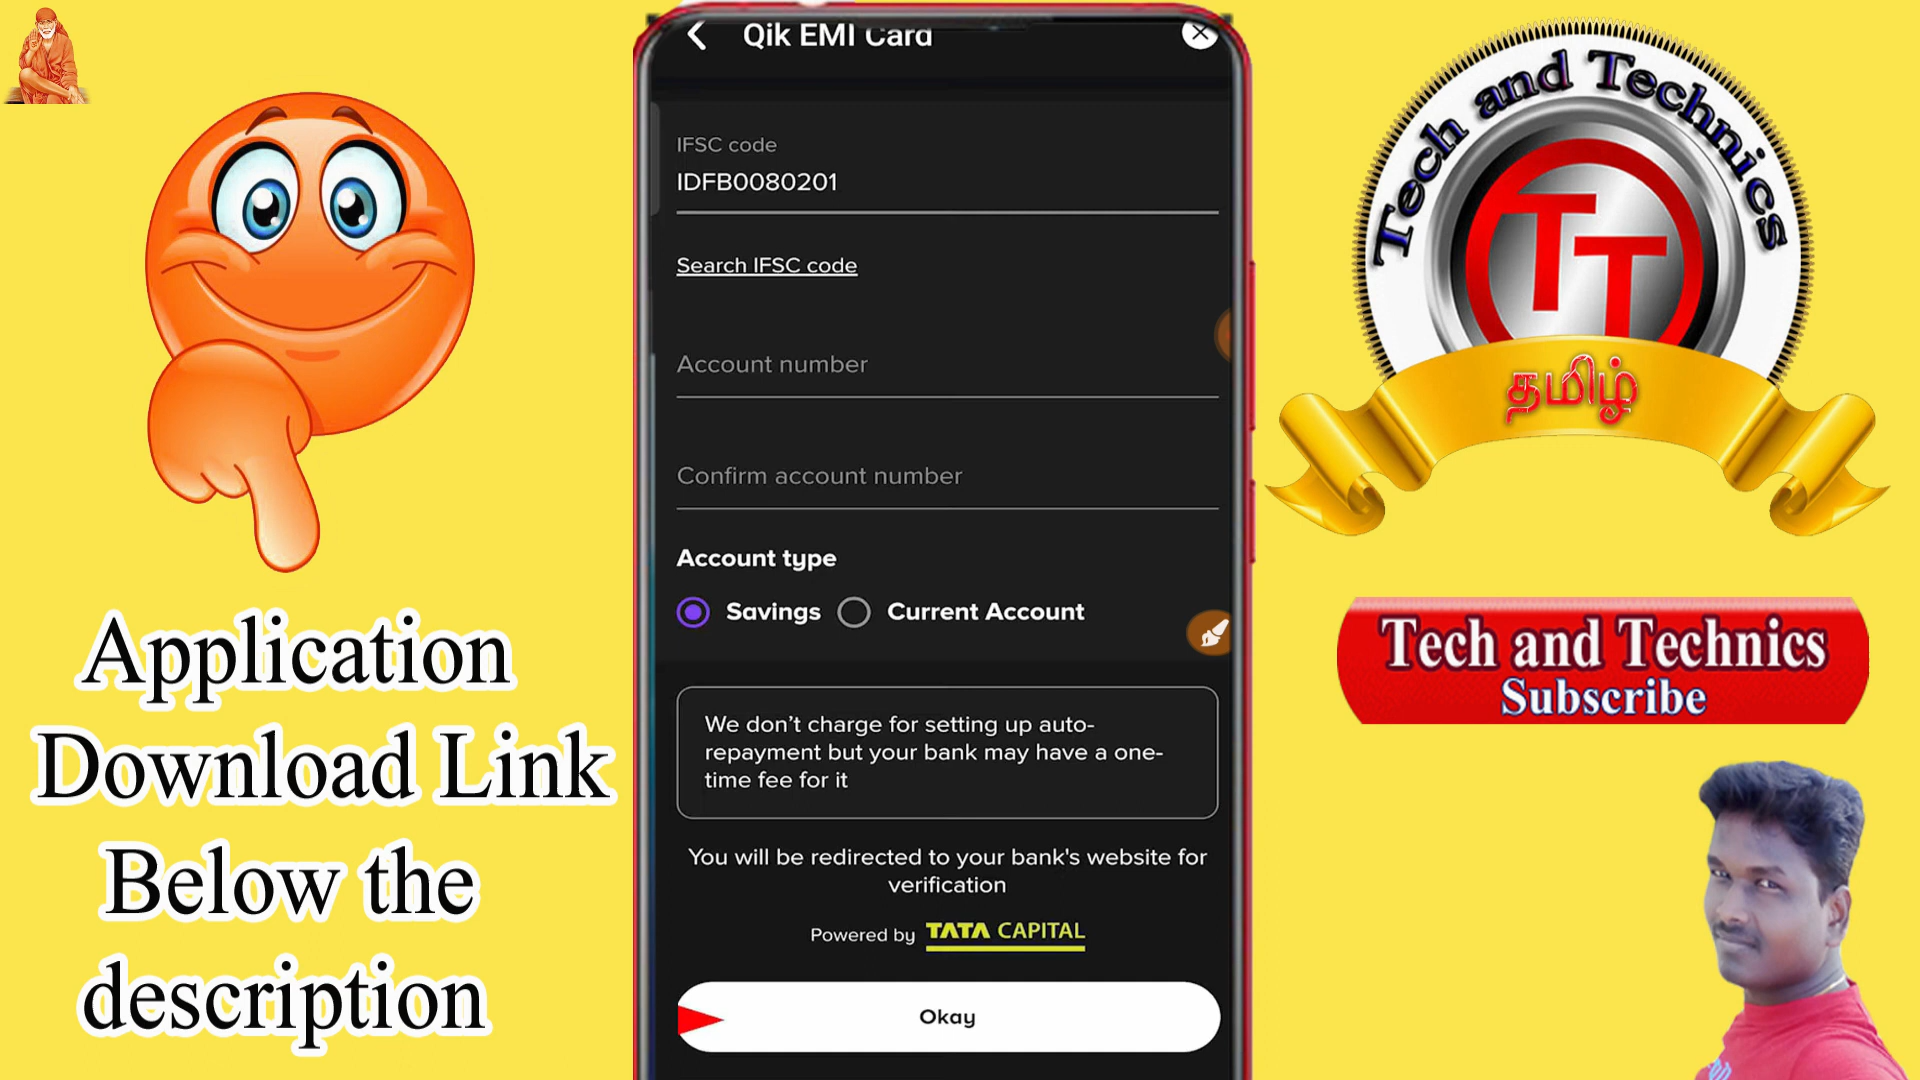 Qik EMI Card
IFSC code
IDFB0080201
Search IFSC code
Account number
Confirm account number
Account type
Savings
Current Account
We don't charge for setting up auto-
repayment but your bank may have a one-
time fee for it
You will be redirected to your bank's website for
verification
Powered by TATA CAPITAL
Okay
Application
Download Link
Below the
description
Tech and Technics
TT
தமிழ்
Tech and Technics
Subscribe